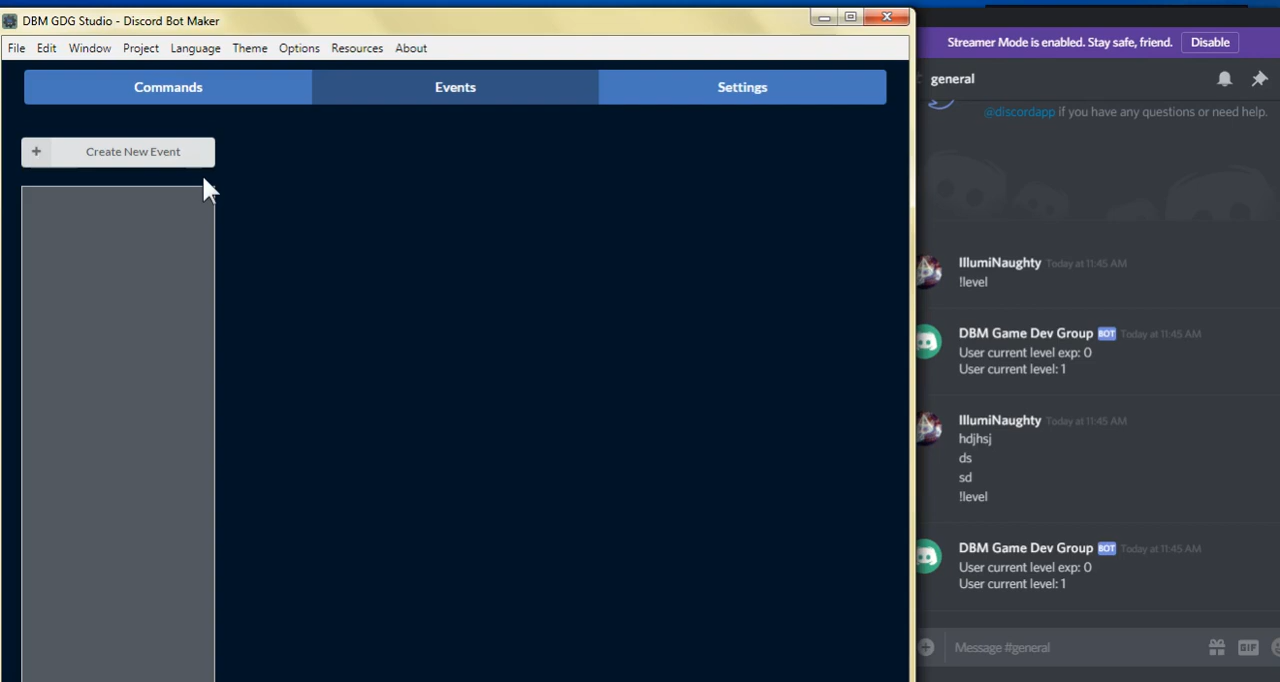 DBM GDG Studio - Discord Bot Maker
File Edit Window Project Language Theme Options Resources About
Commands Events Settings
+ Create New Event
Streamer Mode is enabled. Stay safe, friend. Disable
general
@discordapp if you have any questions or need help.
IllumiNaughty Today at 11:45 AM
!level
DBM Game Dev Group BOT Today at 11:45 AM
User current level exp: 0
User current level: 1
IllumiNaughty Today at 11:45 AM
hdjhsj
ds
sd
!level
DBM Game Dev Group BOT Today at 11:45 AM
User current level exp: 0
User current level: 1
Message #general GIF